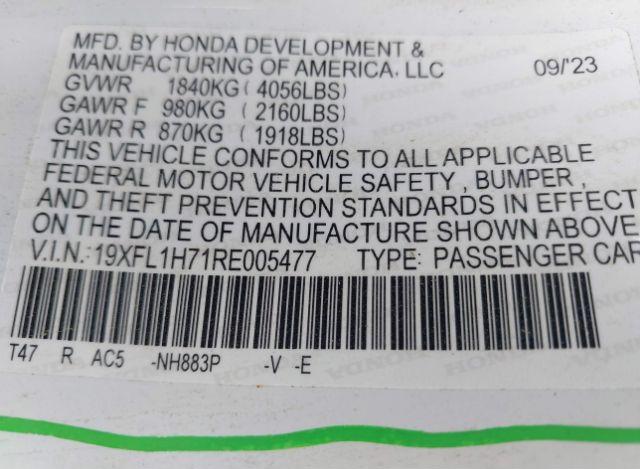 MFD. BY HONDA DEVELOPMENT &
MANUFACTURING OF AMERICA, LLC 09/'23
GVWR 1840KG ( 4056LBS)
GAWR F 980KG ( 2160LBS)
GAWR R 870KG ( 1918LBS)
THIS VEHICLE CONFORMS TO ALL APPLICABLE
FEDERAL MOTOR VEHICLE SAFETY , BUMPER ,
AND THEFT PREVENTION STANDARDS IN EFFECT
ON THE DATE OF MANUFACTURE SHOWN ABOVE
V.I.N.: 19XFL1H71RE005477 TYPE: PASSENGER CAR
T47 R AC5 -NH883P -V -E